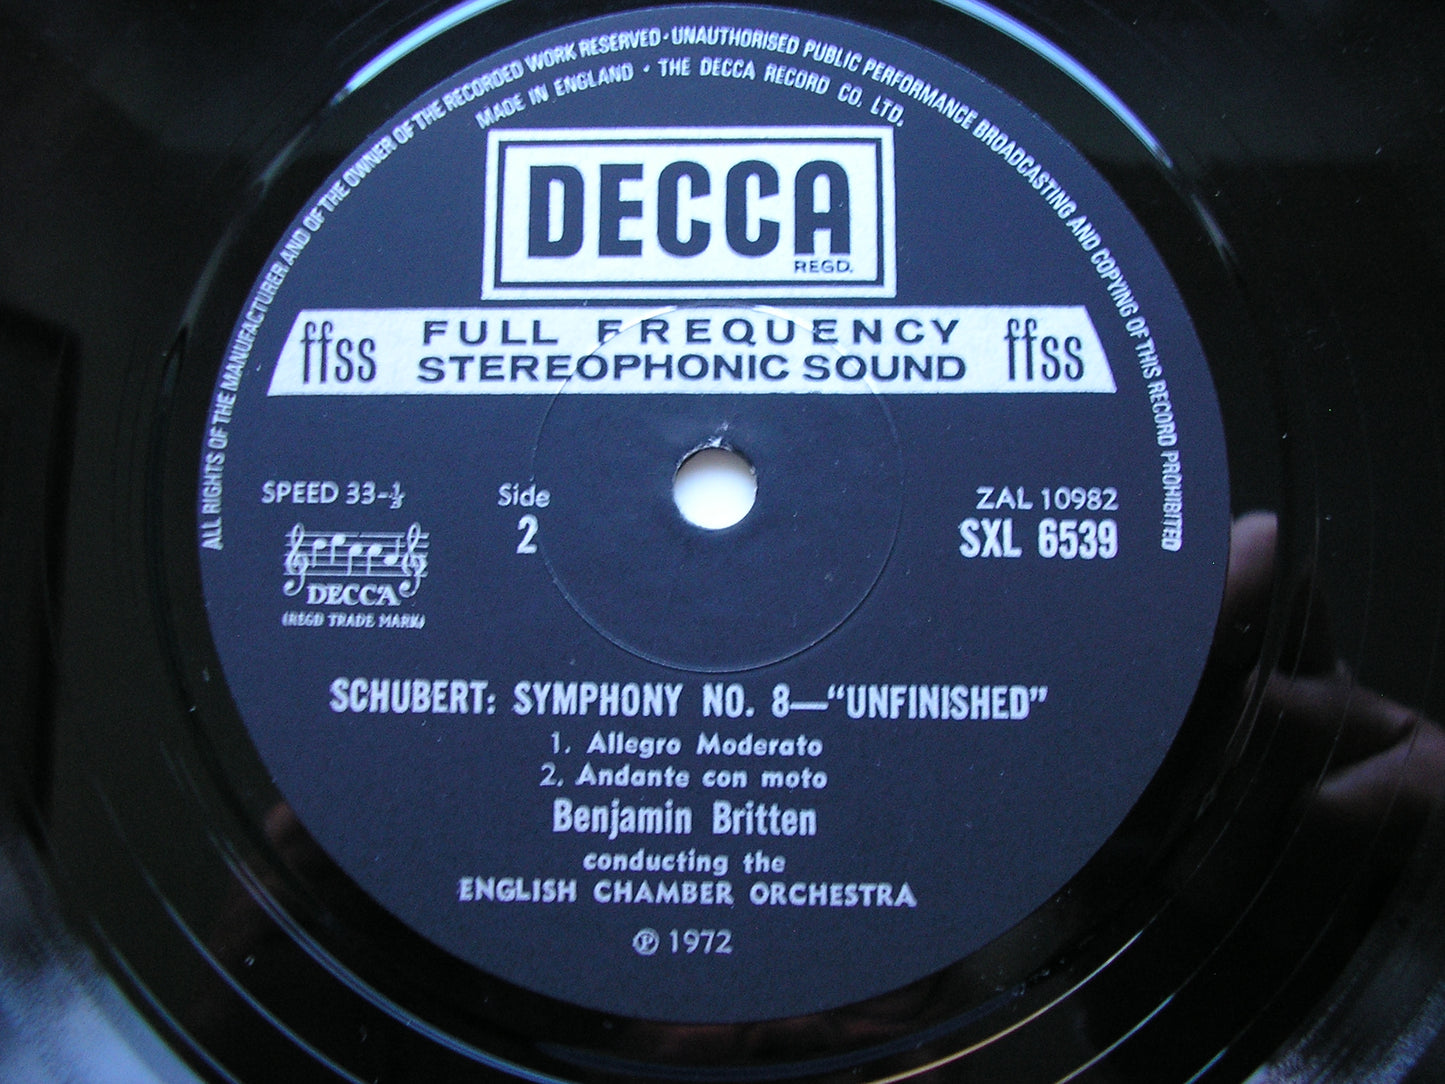 ALL RIGHTS OF THE MANUFACTURER AND OF THE OWNER OF THE RECORDED WORK RESERVED · UNAUTHORISED PUBLIC PERFORMANCE BROADCASTING AND COPYING OF THIS RECORD PROHIBITED
MADE IN ENGLAND · THE DECCA RECORD CO. LTD.
DECCA
REGD.
ffss FULL FREQUENCY ffss
STEREOPHONIC SOUND
SPEED 33-⅓
Side
2
ZAL 10982
SXL 6539
DECCA
(REGD TRADE MARK)
SCHUBERT: SYMPHONY NO. 8—"UNFINISHED"
1. Allegro Moderato
2. Andante con moto
Benjamin Britten
conducting the
ENGLISH CHAMBER ORCHESTRA
℗ 1972